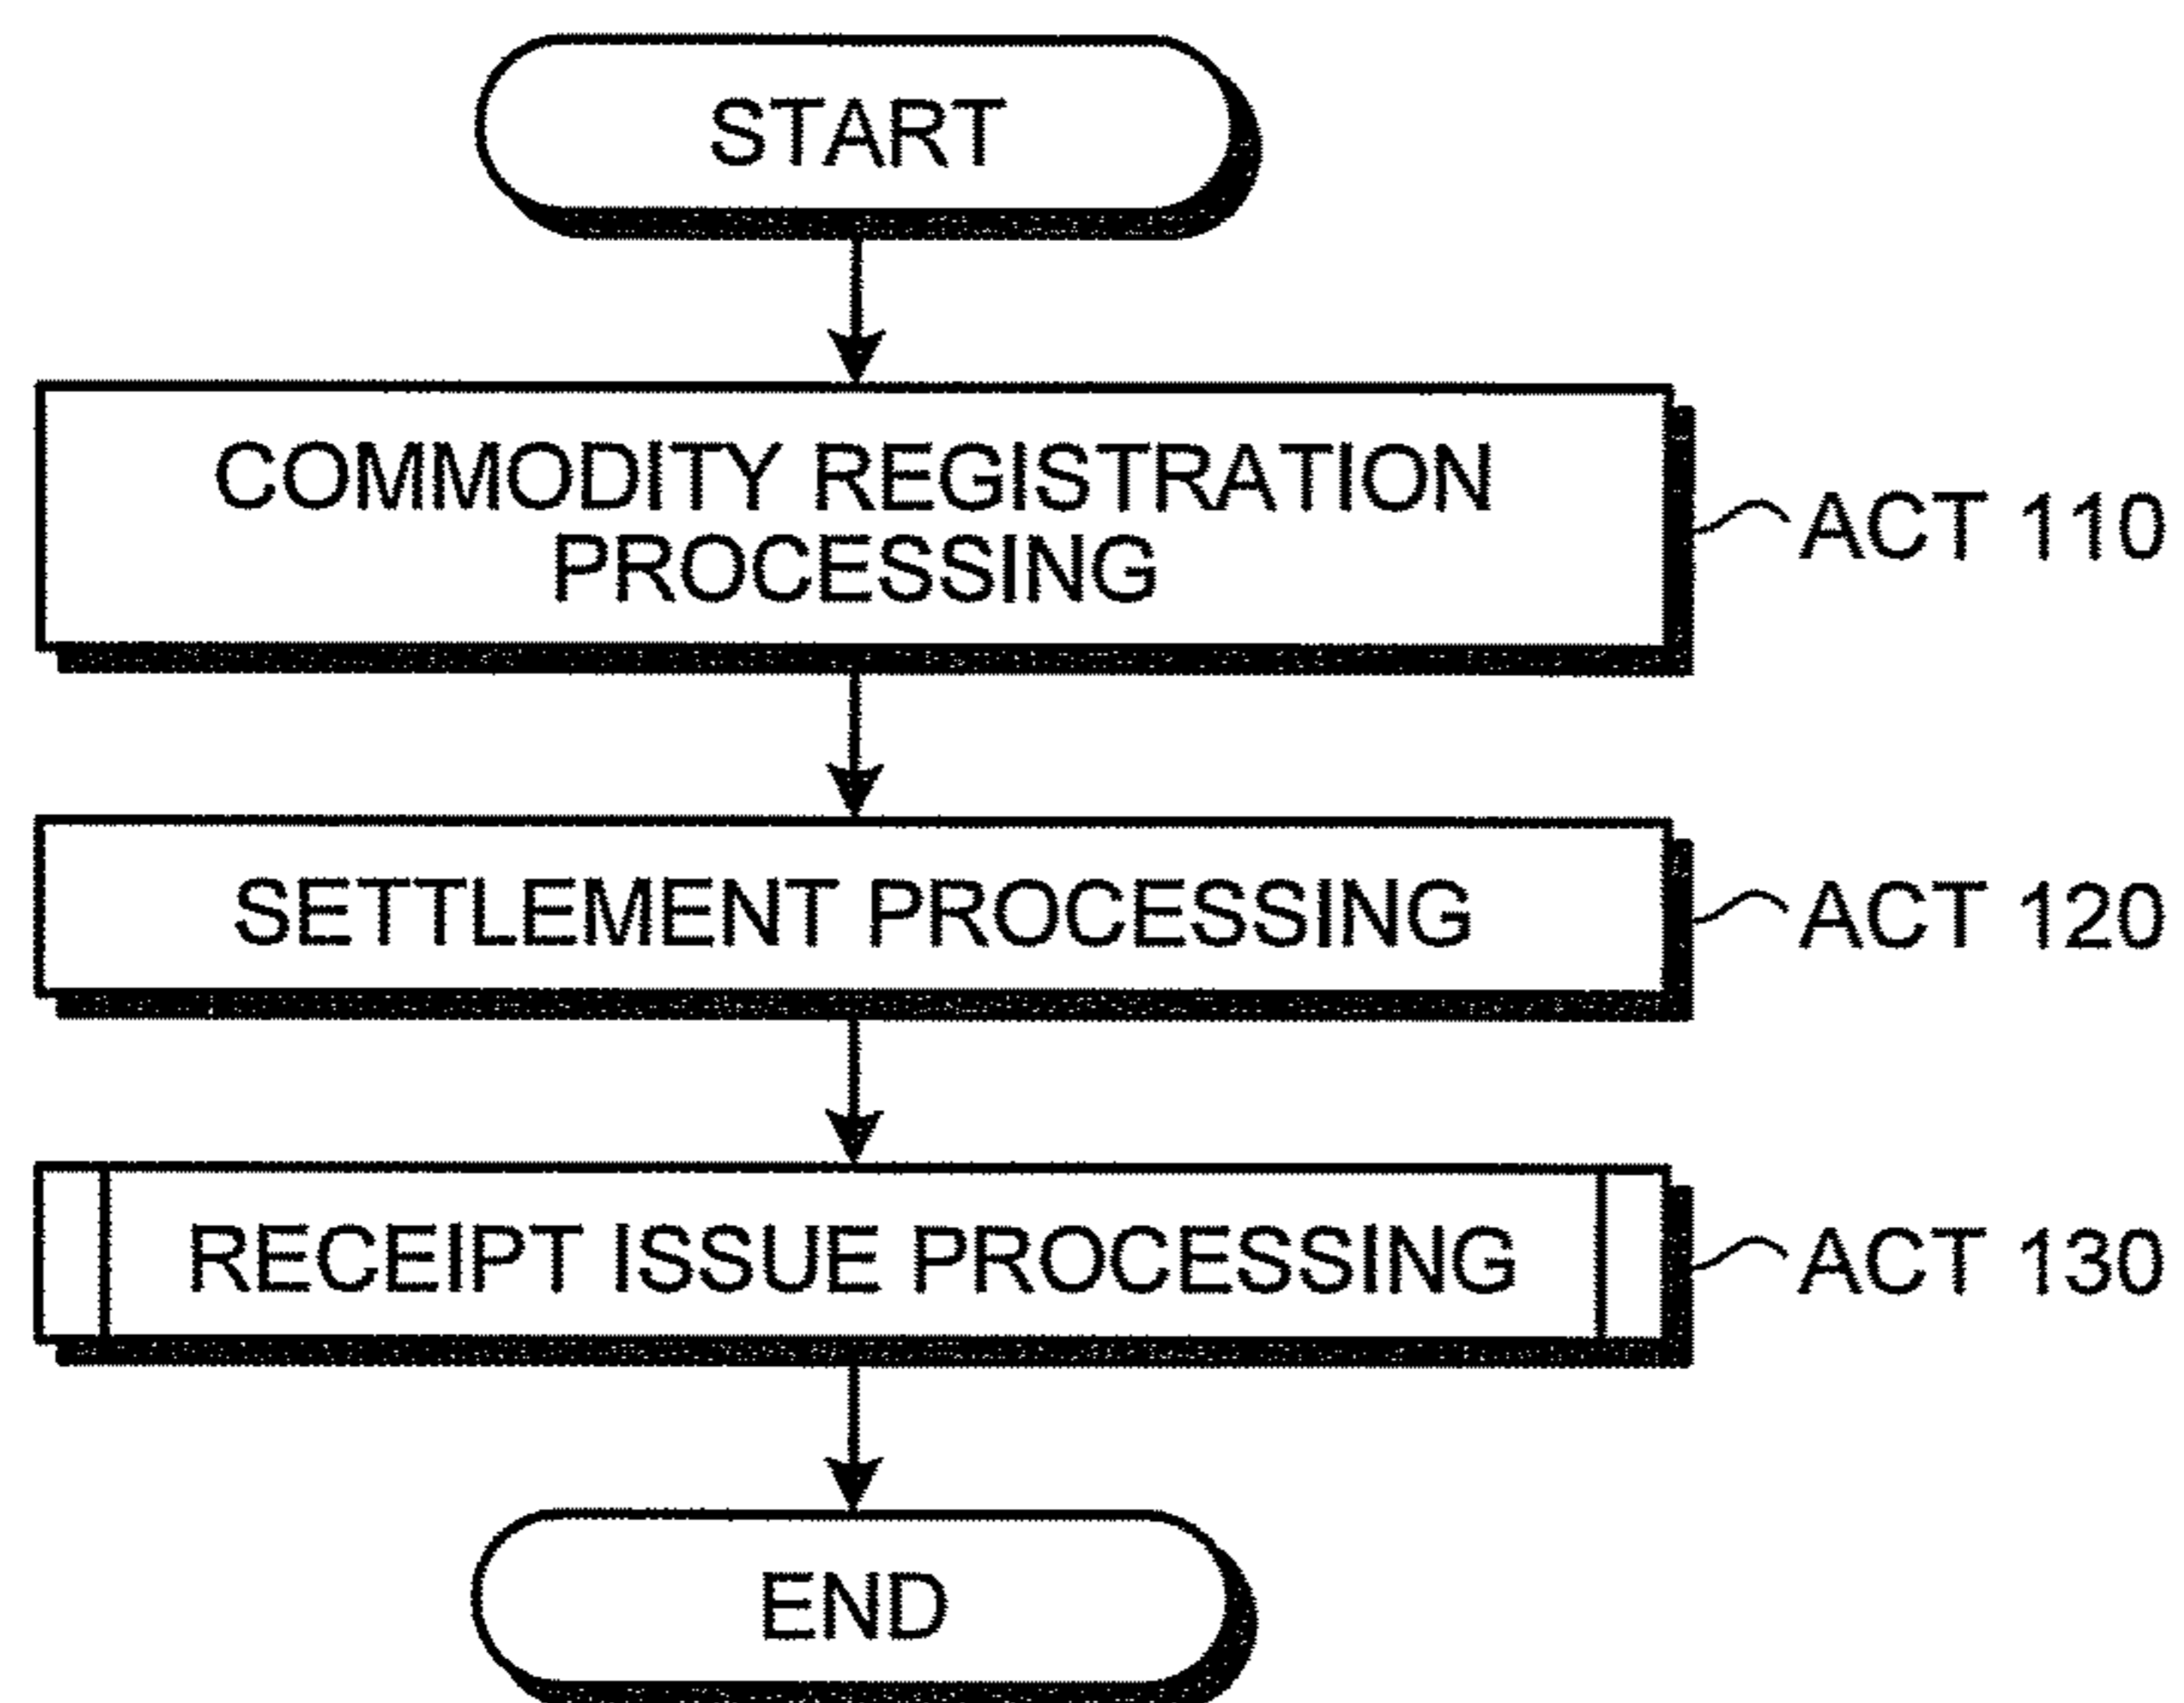 START
COMMODITY REGISTRATION
PROCESSING
ACT 110
SETTLEMENT PROCESSING
ACT 120
RECEIPT ISSUE PROCESSING
ACT 130
END